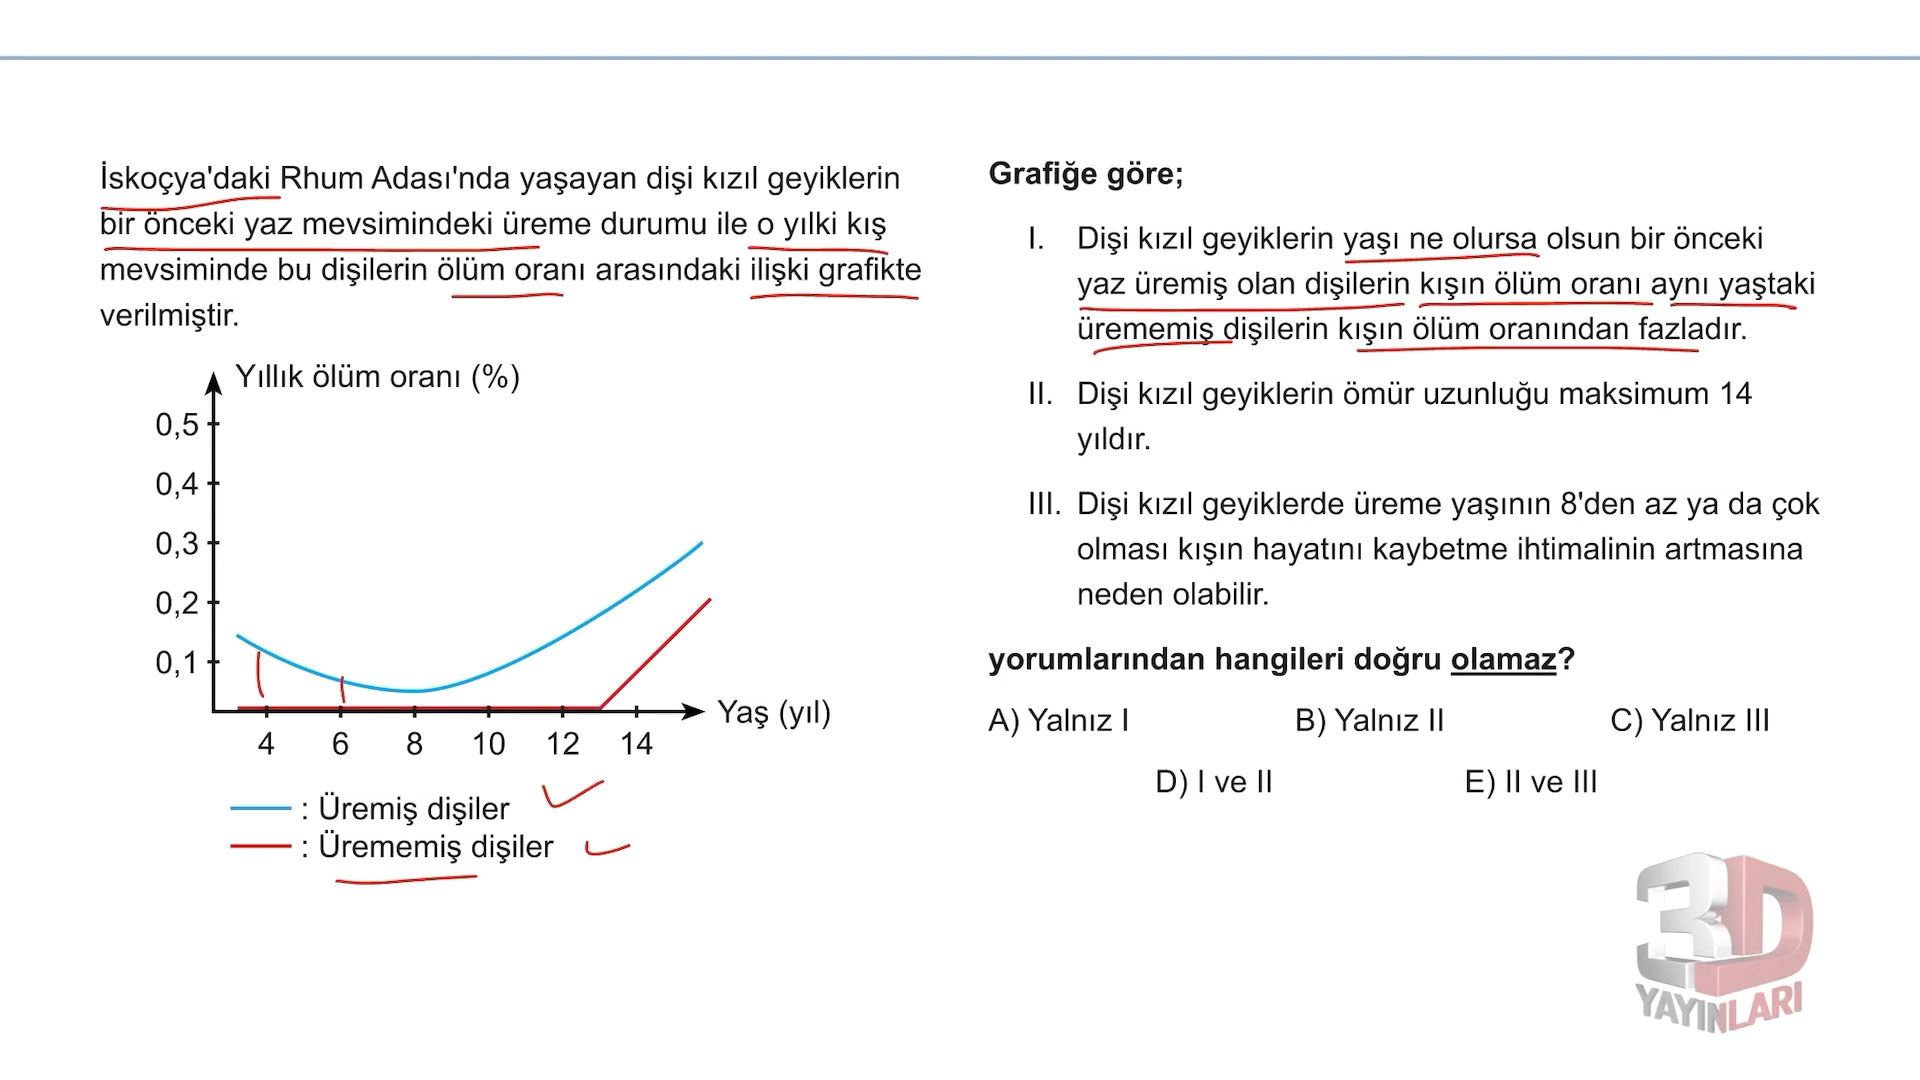 İskoçya'daki Rhum Adası'nda yaşayan dişi kızıl geyiklerin
bir önceki yaz mevsimindeki üreme durumu ile o yılki kış
mevsiminde bu dişilerin ölüm oranı arasındaki ilişki grafikte
verilmiştir.
Yıllık ölüm oranı (%)
0,5
0,4
0,3
0,2
0,1
4 6 8 10 12 14
Yaş (yıl)
: Üremiş dişiler
: Ürememiş dişiler
Grafiğe göre;
I. Dişi kızıl geyiklerin yaşı ne olursa olsun bir önceki
yaz üremiş olan dişilerin kışın ölüm oranı aynı yaştaki
ürememiş dişilerin kışın ölüm oranından fazladır.
II. Dişi kızıl geyiklerin ömür uzunluğu maksimum 14
yıldır.
III. Dişi kızıl geyiklerde üreme yaşının 8'den az ya da çok
olması kışın hayatını kaybetme ihtimalinin artmasına
neden olabilir.
yorumlarından hangileri doğru olamaz?
A) Yalnız I B) Yalnız II C) Yalnız III
D) I ve II E) II ve III
3D
YAYINLARI